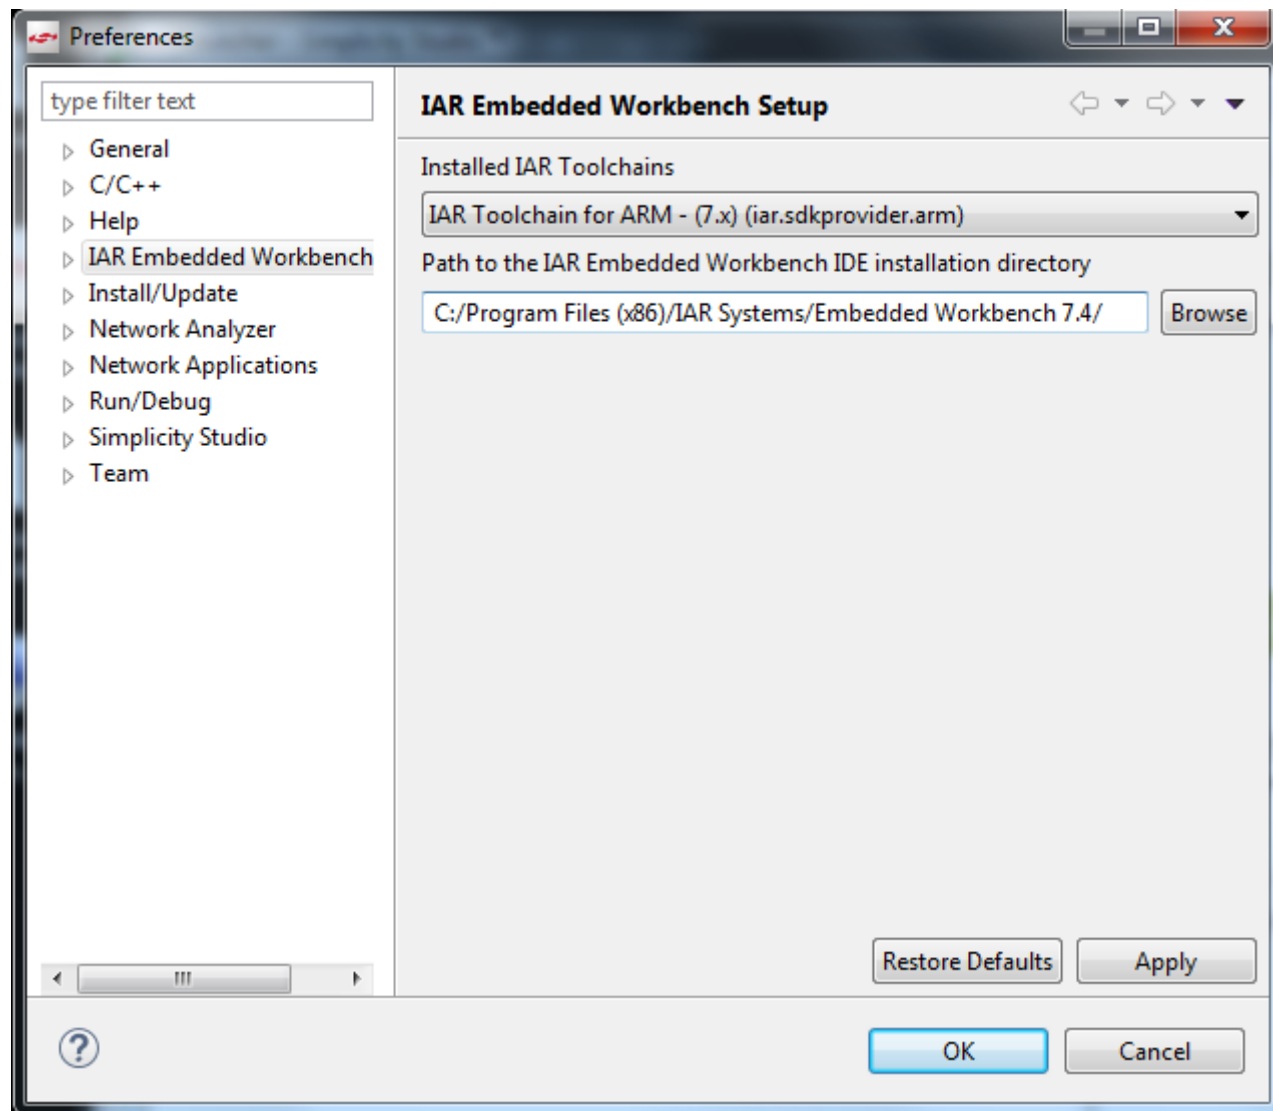 Preferences
type filter text
General
C/C++
Help
IAR Embedded Workbench
Install/Update
Network Analyzer
Network Applications
Run/Debug
Simplicity Studio
Team
IAR Embedded Workbench Setup
Installed IAR Toolchains
IAR Toolchain for ARM - (7.x) (iar.sdkprovider.arm)
Path to the IAR Embedded Workbench IDE installation directory
C:/Program Files (x86)/IAR Systems/Embedded Workbench 7.4/
Browse
Restore Defaults
Apply
OK
Cancel